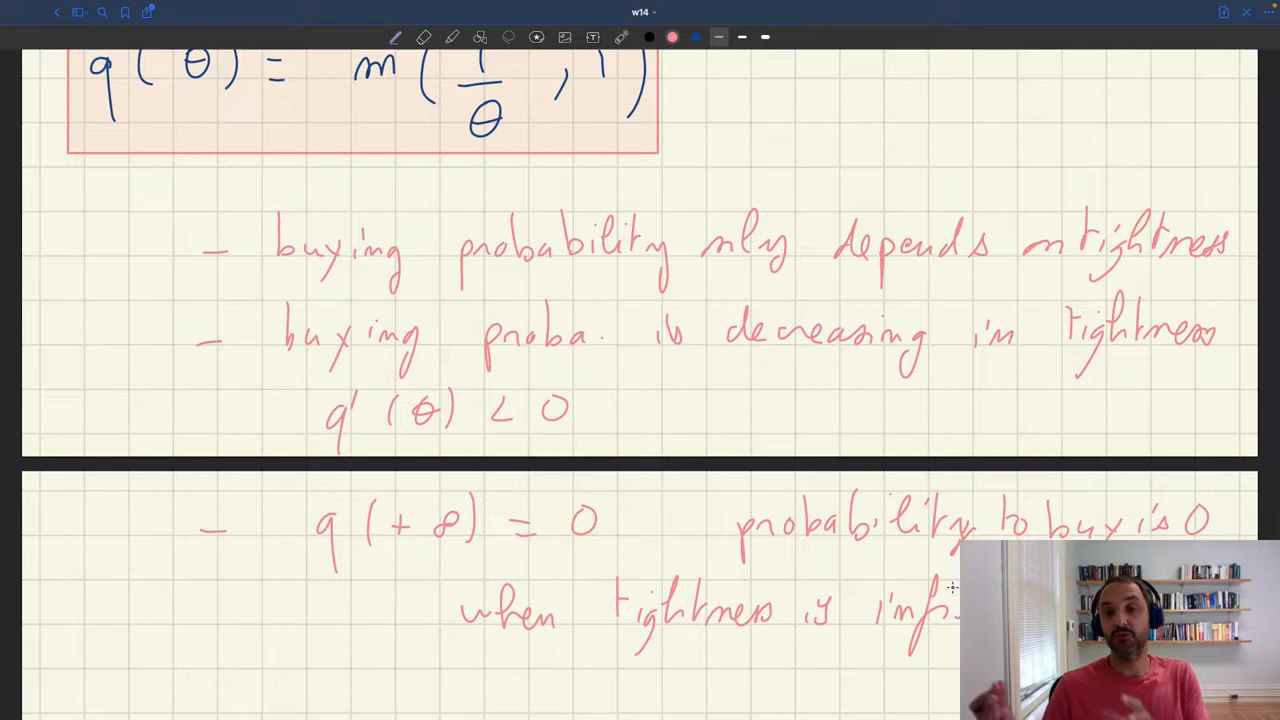 w14
q(θ) = m(1/θ, 1)
- buying probability only depends on tightness
- buying proba. is decreasing in tightness
q'(θ) < 0
- q(+∞) = 0 probability to buy is 0
when tightness is